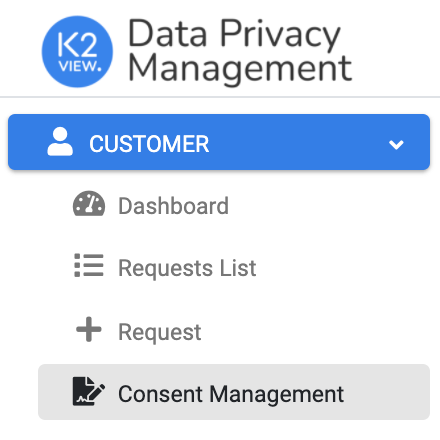 K2
VIEW.
Data Privacy
Management
CUSTOMER
Dashboard
Requests List
Request
Consent Management